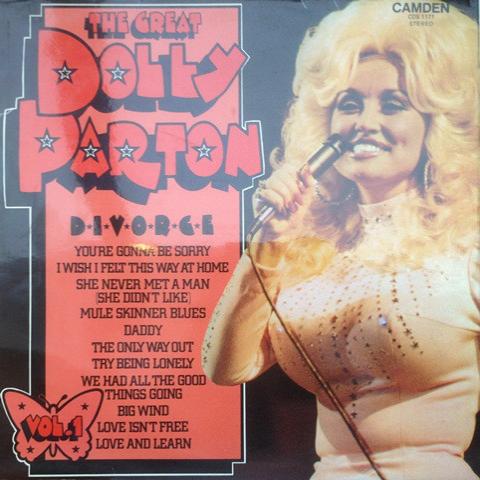 THE GREAT
DOLLY
PARTON
CAMDEN
CDS 1171
STEREO
D·I·V·O·R·C·E
YOU'RE GONNA BE SORRY
I WISH I FELT THIS WAY AT HOME
SHE NEVER MET A MAN
(SHE DIDN'T LIKE)
MULE SKINNER BLUES
DADDY
THE ONLY WAY OUT
TRY BEING LONELY
WE HAD ALL THE GOOD
THINGS GOING
BIG WIND
LOVE ISN'T FREE
LOVE AND LEARN
VOL.1